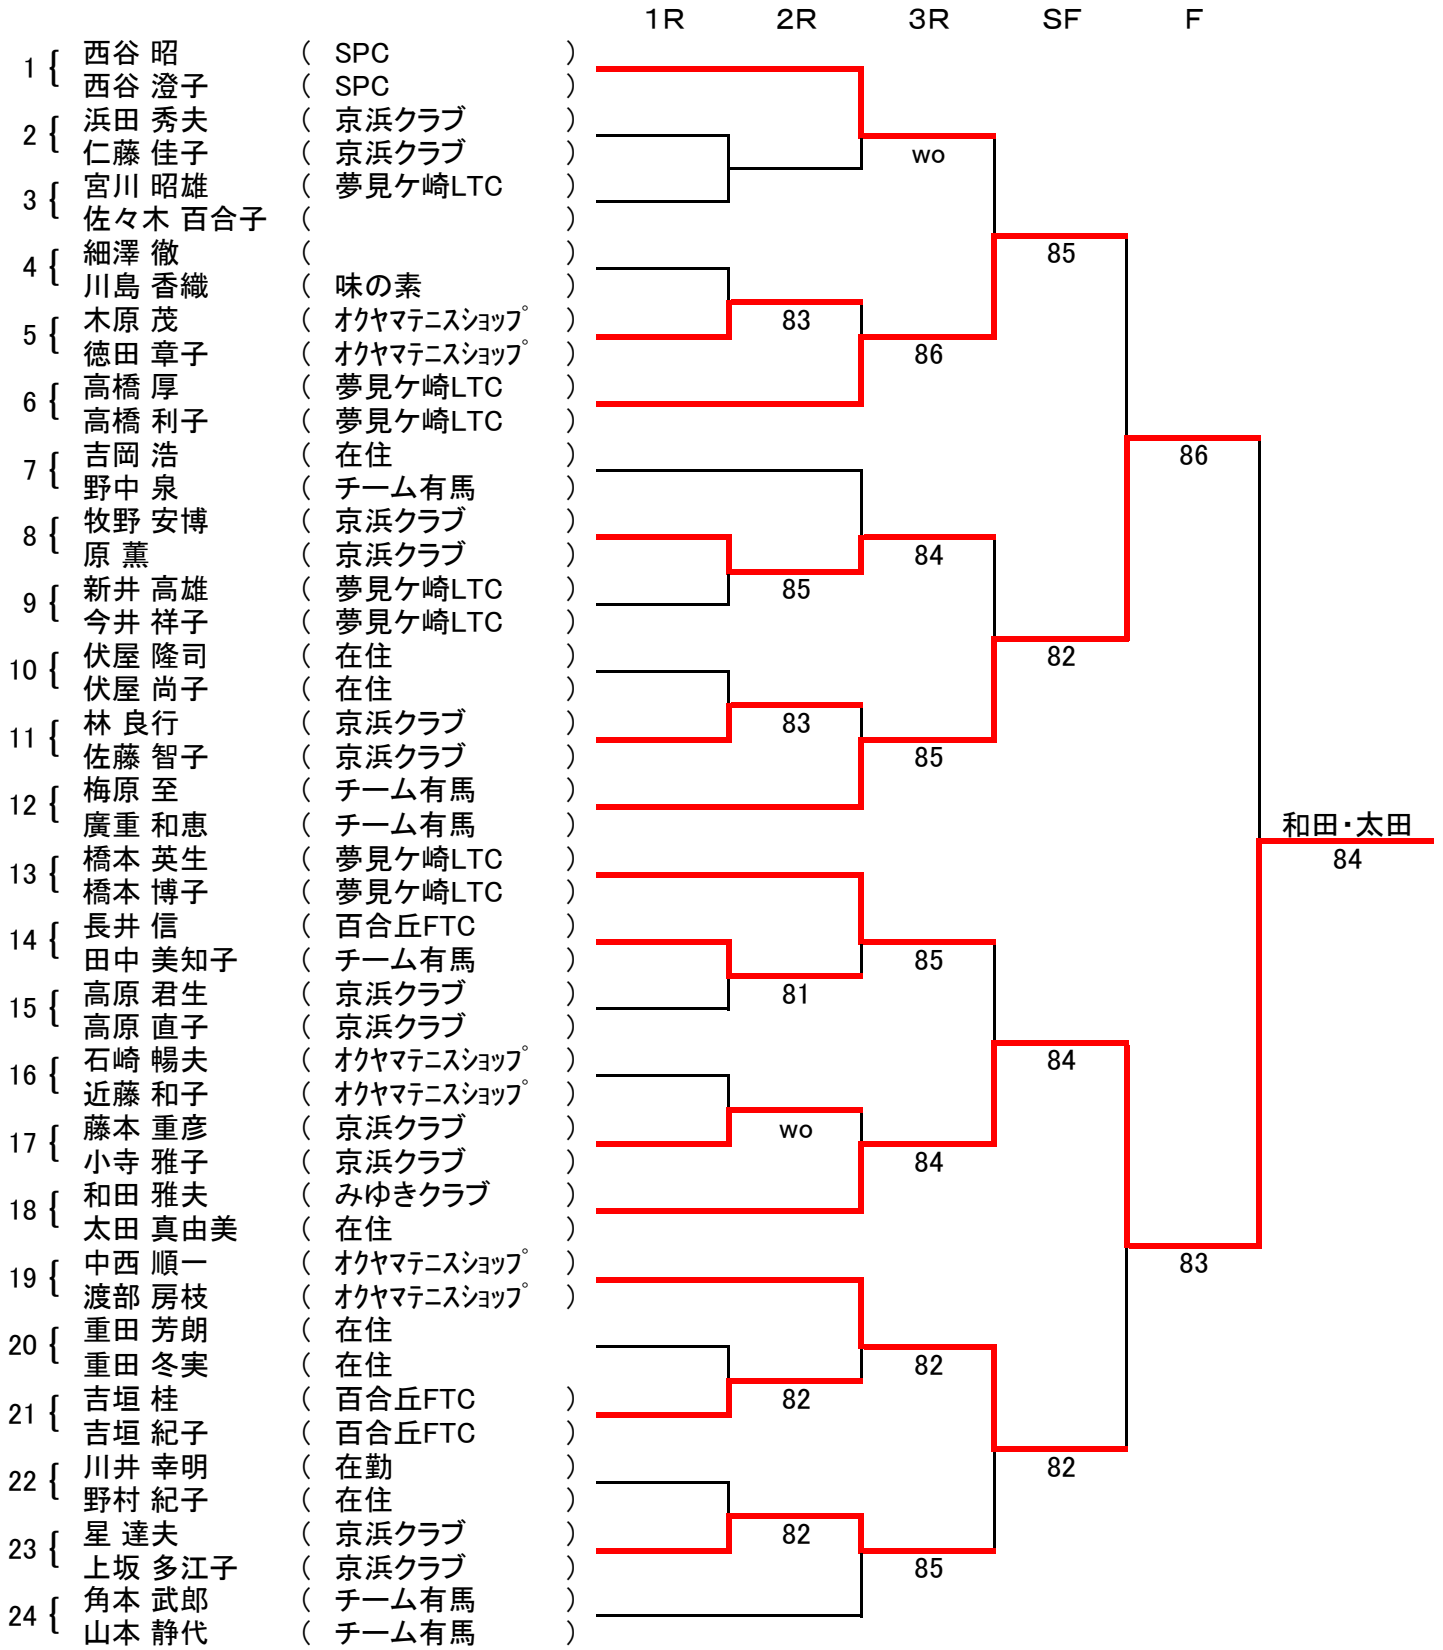 １Ｒ ２Ｒ ３Ｒ ＳＦ Ｆ
1 { 西谷 昭 ( SPC )
西谷 澄子 ( SPC )
2 { 浜田 秀夫 ( 京浜クラブ )
仁藤 佳子 ( 京浜クラブ )
wo
3 { 宮川 昭雄 ( 夢見ケ崎LTC )
佐々木 百合子 ( )
4 { 細澤 徹 ( )
85
川島 香織 ( 味の素 )
5 { 木原 茂 ( ｵｸﾔﾏﾃﾆｽｼｮｯﾌﾟ )
83
徳田 章子 ( ｵｸﾔﾏﾃﾆｽｼｮｯﾌﾟ )
86
6 { 高橋 厚 ( 夢見ケ崎LTC )
高橋 利子 ( 夢見ケ崎LTC )
7 { 吉岡 浩 ( 在住 )
86
野中 泉 ( チーム有馬 )
8 { 牧野 安博 ( 京浜クラブ )
原 薫 ( 京浜クラブ )
84
9 { 新井 高雄 ( 夢見ケ崎LTC )
85
今井 祥子 ( 夢見ケ崎LTC )
10 { 伏屋 隆司 ( 在住 )
82
伏屋 尚子 ( 在住 )
11 { 林 良行 ( 京浜クラブ )
83
佐藤 智子 ( 京浜クラブ )
85
12 { 梅原 至 ( チーム有馬 )
廣重 和恵 ( チーム有馬 )
和田・太田
13 { 橋本 英生 ( 夢見ケ崎LTC )
84
橋本 博子 ( 夢見ケ崎LTC )
14 { 長井 信 ( 百合丘FTC )
田中 美知子 ( チーム有馬 )
85
15 { 高原 君生 ( 京浜クラブ )
81
高原 直子 ( 京浜クラブ )
16 { 石崎 暢夫 ( ｵｸﾔﾏﾃﾆｽｼｮｯﾌﾟ )
84
近藤 和子 ( ｵｸﾔﾏﾃﾆｽｼｮｯﾌﾟ )
17 { 藤本 重彦 ( 京浜クラブ )
wo
小寺 雅子 ( 京浜クラブ )
84
18 { 和田 雅夫 ( みゆきクラブ )
太田 真由美 ( 在住 )
19 { 中西 順一 ( ｵｸﾔﾏﾃﾆｽｼｮｯﾌﾟ )
83
渡部 房枝 ( ｵｸﾔﾏﾃﾆｽｼｮｯﾌﾟ )
20 { 重田 芳朗 ( 在住 )
重田 冬実 ( 在住 )
82
21 { 吉垣 桂 ( 百合丘FTC )
82
吉垣 紀子 ( 百合丘FTC )
22 { 川井 幸明 ( 在勤 )
82
野村 紀子 ( 在住 )
23 { 星 達夫 ( 京浜クラブ )
82
上坂 多江子 ( 京浜クラブ )
85
24 { 角本 武郎 ( チーム有馬 )
山本 静代 ( チーム有馬 )